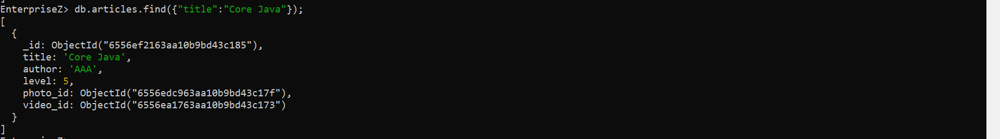 ]
EnterpriseZ> db.articles.find({"title":"Core Java"});
[
  {
    _id: ObjectId("6556ef2163aa10b9bd43c185"),
    title: 'Core Java',
    author: 'AAA',
    level: 5,
    photo_id: ObjectId("6556edc963aa10b9bd43c17f"),
    video_id: ObjectId("6556ea1763aa10b9bd43c173")
  }
]
EnterpriseZ>